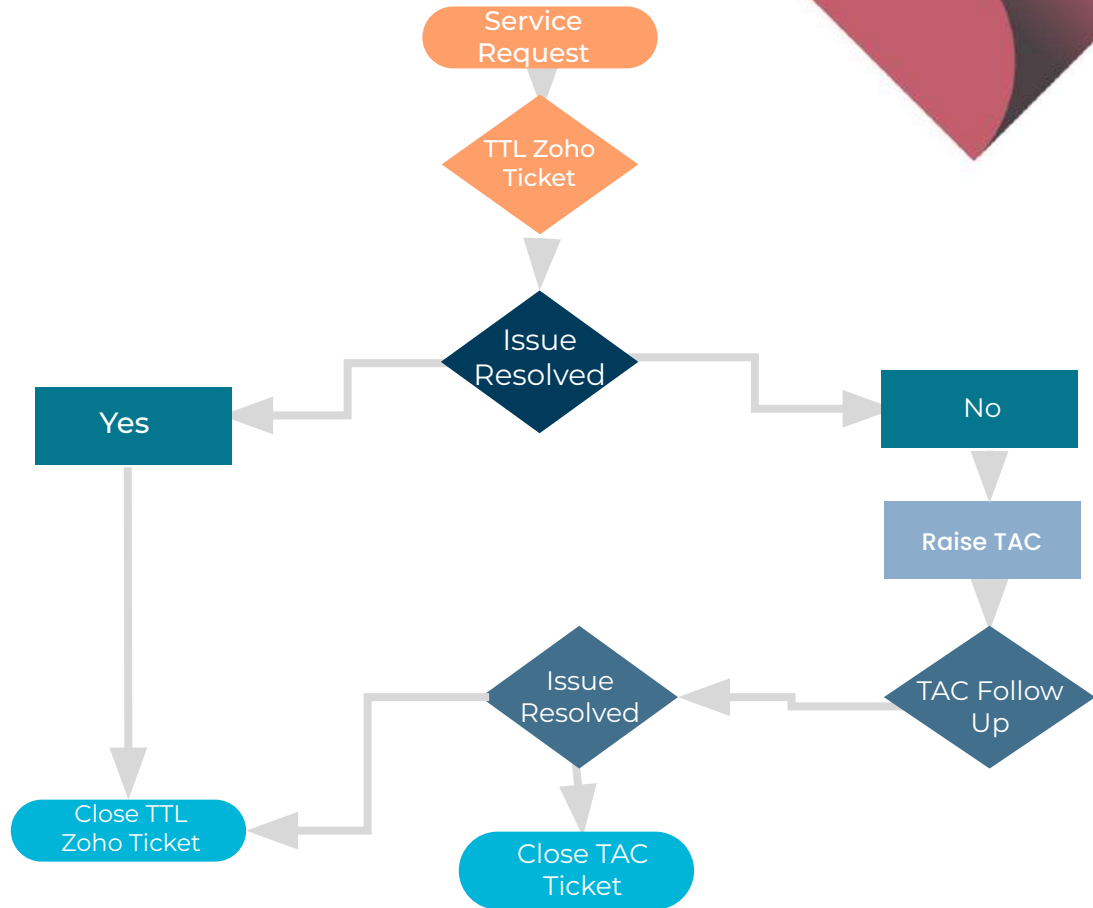 Service
Request
TTL Zoho
Ticket
Issue
Resolved
Yes
No
Raise TAC
TAC Follow
Up
Issue
Resolved
Close TTL
Zoho Ticket
Close TAC
Ticket